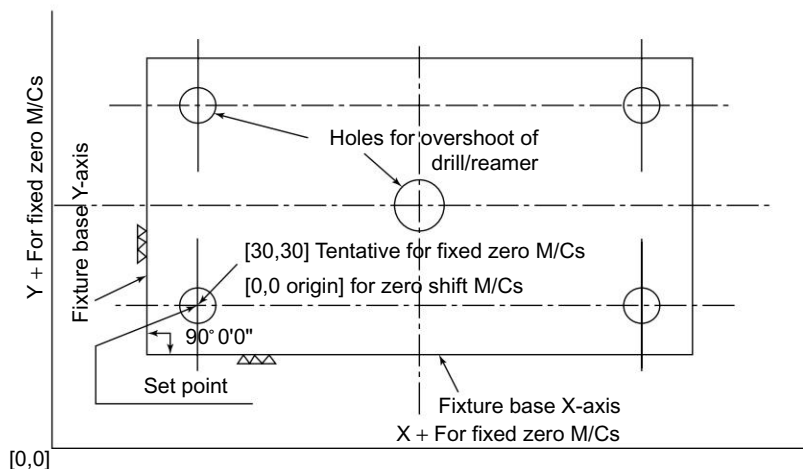 Y + For fixed zero M/Cs
Fixture base Y-axis
Holes for overshoot of
drill/reamer
[30,30] Tentative for fixed zero M/Cs
[0,0 origin] for zero shift M/Cs
90° 0'0"
Set point
Fixture base X-axis
X + For fixed zero M/Cs
[0,0]